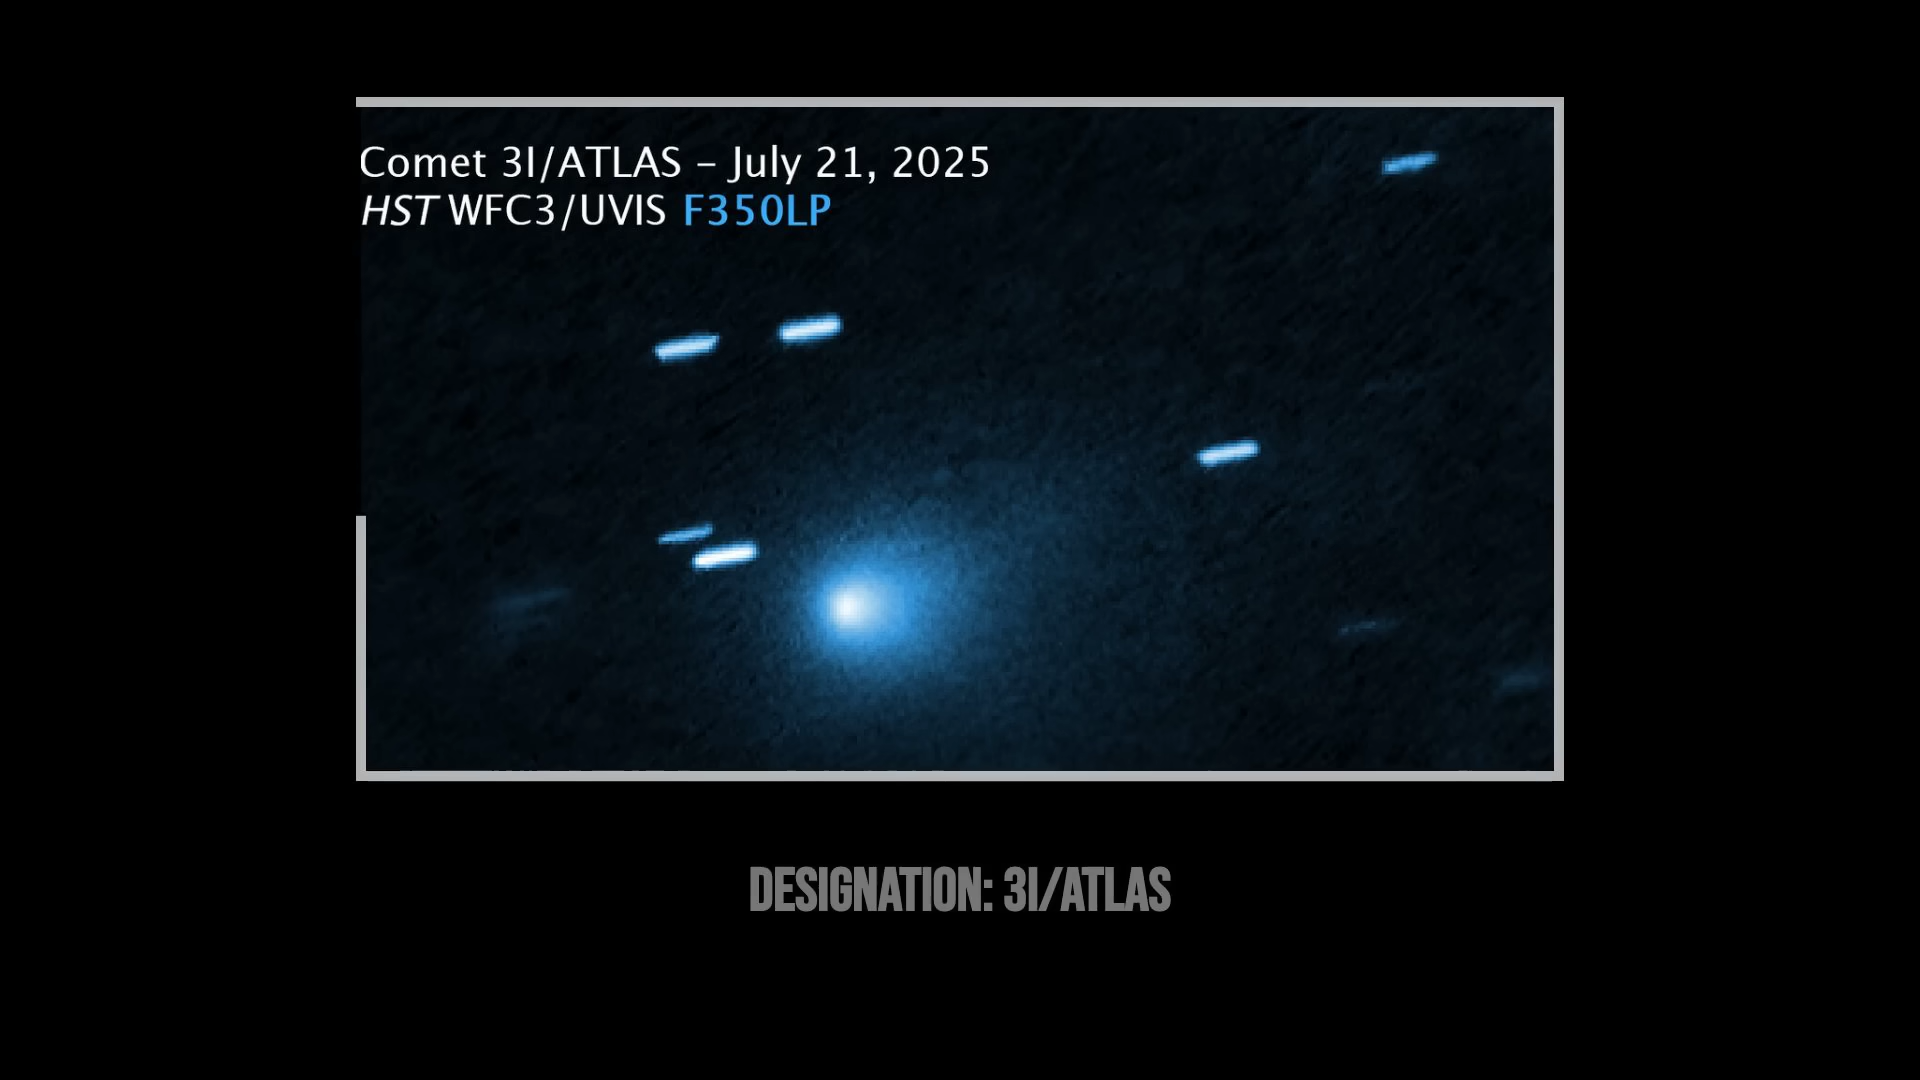 Comet 3I/ATLAS – July 21, 2025
HST WFC3/UVIS F350LP
DESIGNATION: 3I/ATLAS